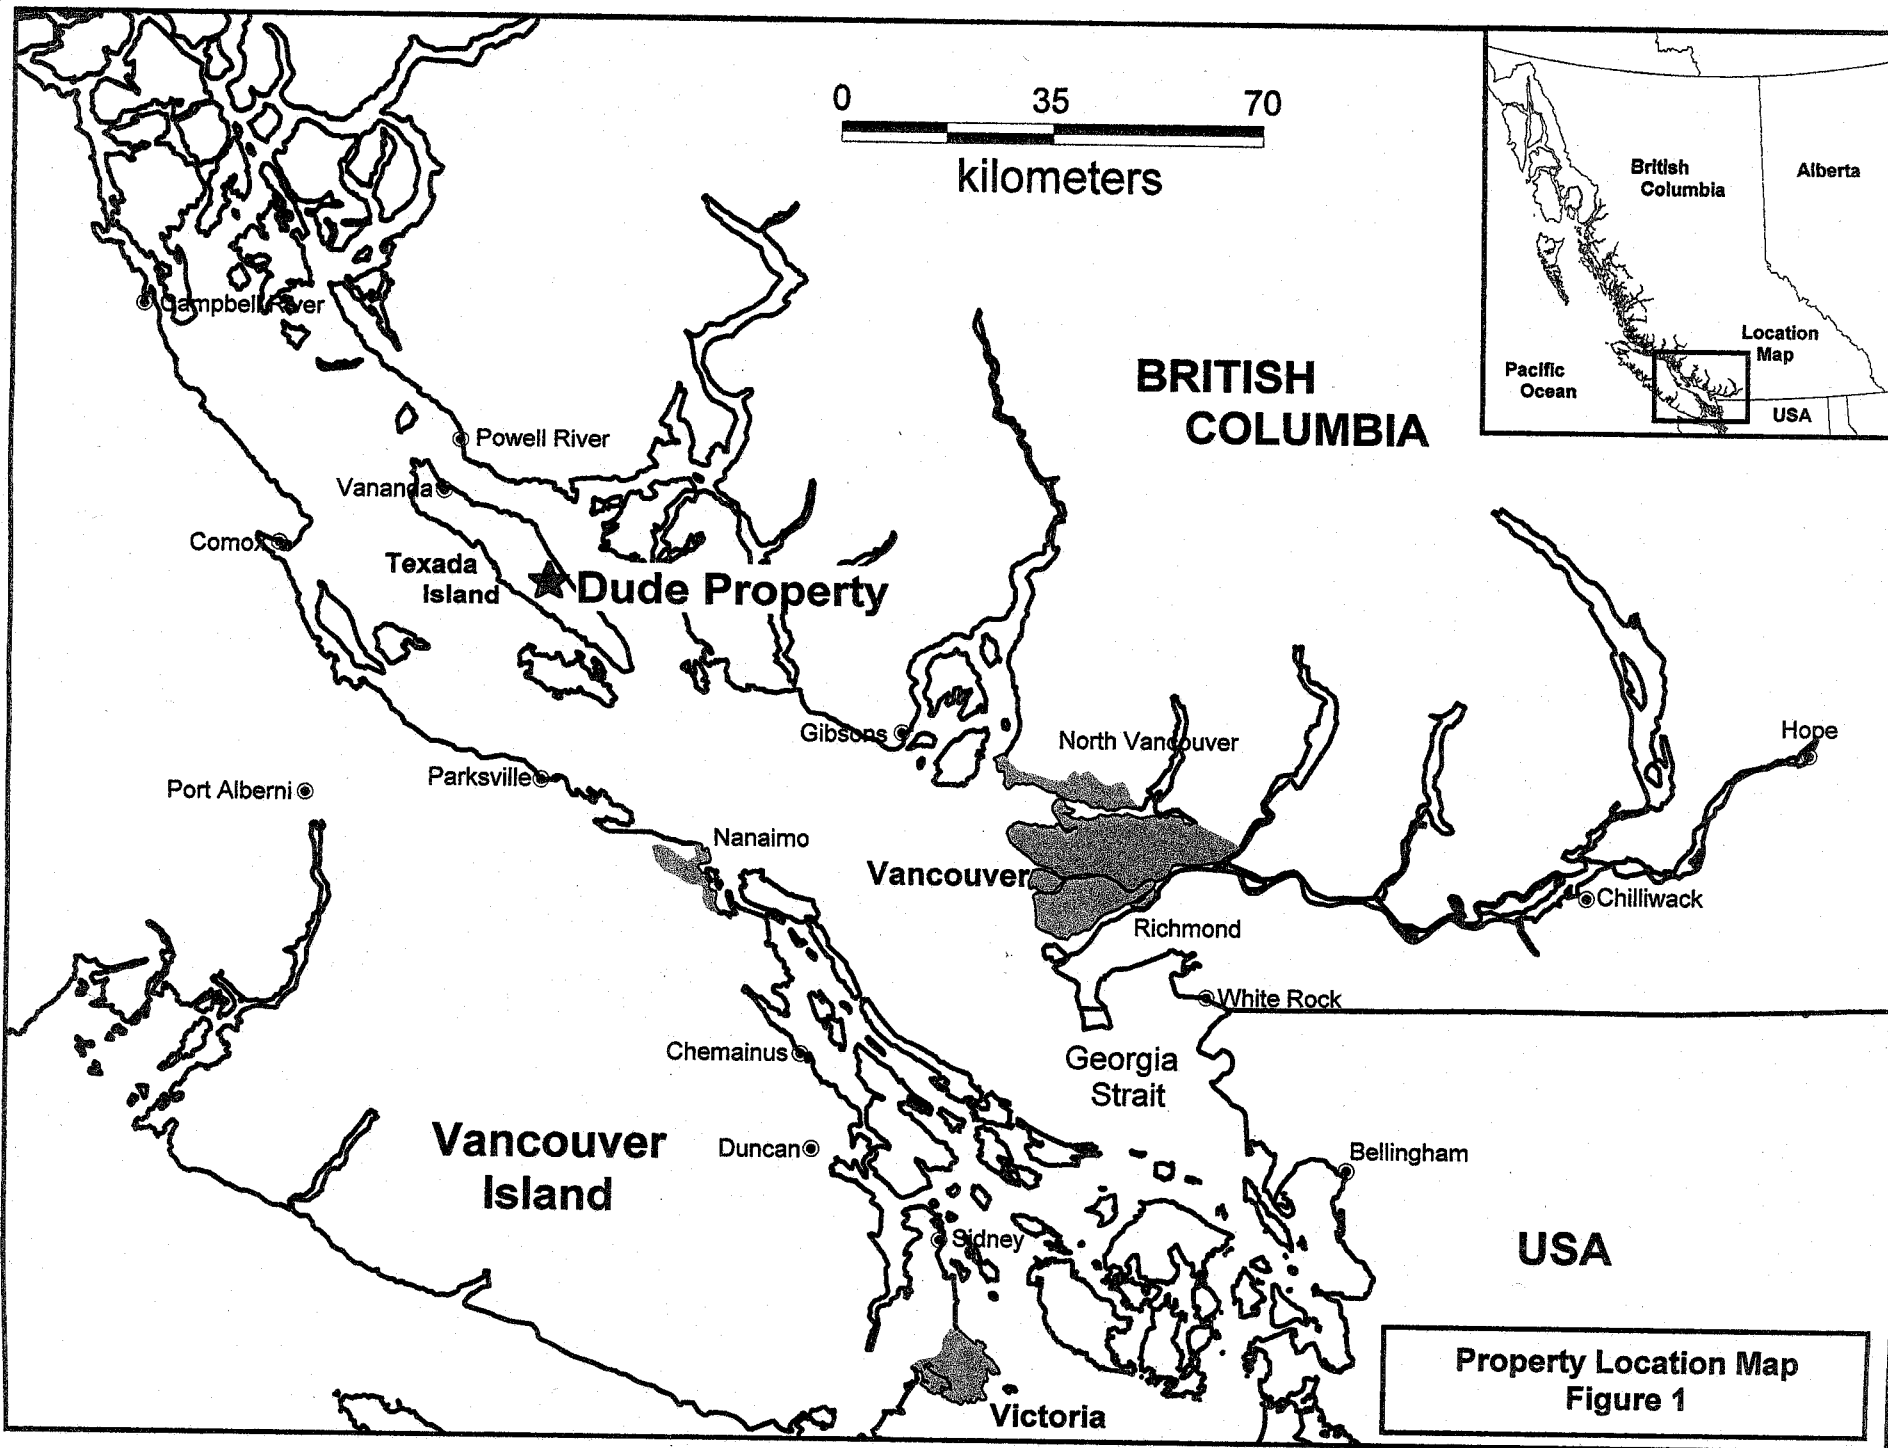 0 35 70
kilometers
British
Columbia
Alberta
Location
Map
Pacific
Ocean
USA
Campbell River
BRITISH
COLUMBIA
Powell River
Vananda
Comox
Texada
Island
Dude Property
Gibsons
North Vancouver
Hope
Port Alberni
Parksville
Nanaimo
Vancouver
Chilliwack
Richmond
White Rock
Chemainus
Georgia
Strait
Vancouver
Island
Duncan
Bellingham
Sidney
USA
Property Location Map
Figure 1
Victoria